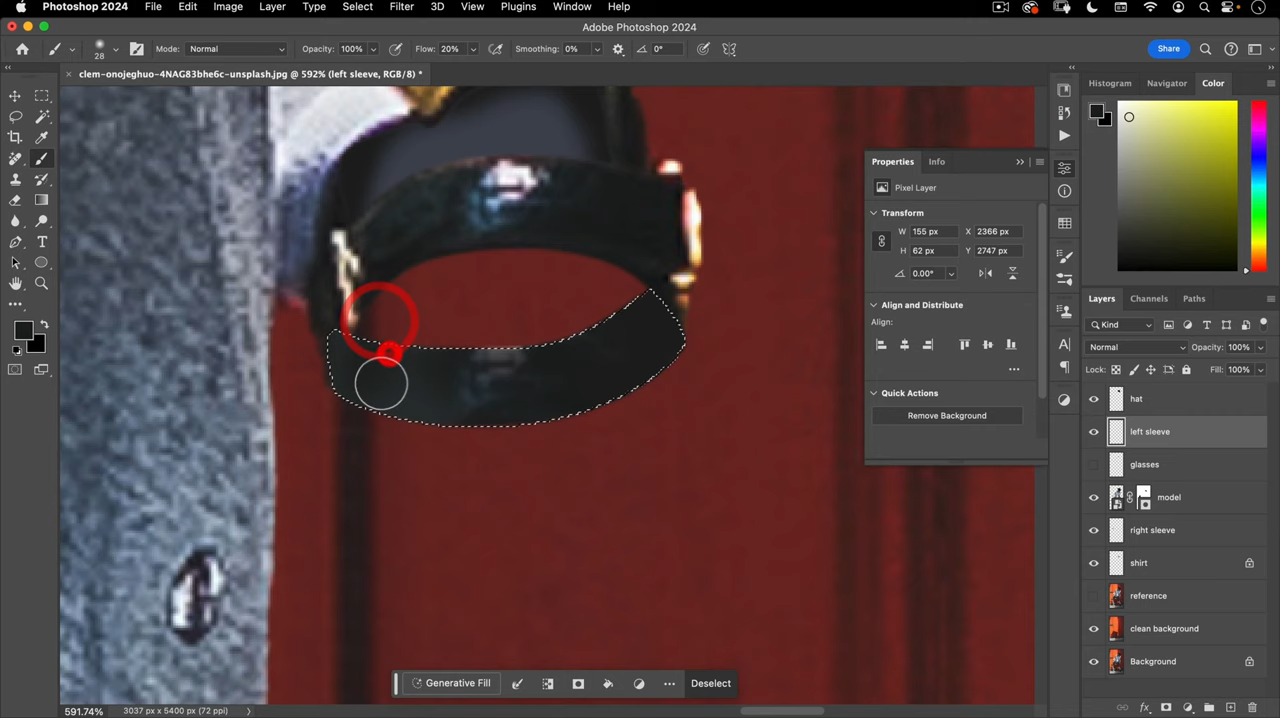 Photoshop 2024 File Edit Image Layer Type Select Filter 3D View Plugins Window Help
Adobe Photoshop 2024
28 Mode: Normal Opacity: 100% Flow: 20% Smoothing: 0% 0° Share
clem-onojeghuo-4NAG83bhe6c-unsplash.jpg @ 592% (left sleeve, RGB/8) *
Histogram Navigator Color
Properties Info
Pixel Layer
Transform
W 155 px X 2366 px
H 62 px Y 2747 px
0.00°
Align and Distribute
Align:
Quick Actions
Remove Background
Layers Channels Paths
Kind
Normal Opacity: 100%
Lock: Fill: 100%
hat
left sleeve
glasses
model
right sleeve
shirt
reference
clean background
Background
Generative Fill Deselect
591.74% 3037 px x 5400 px (72 ppi)